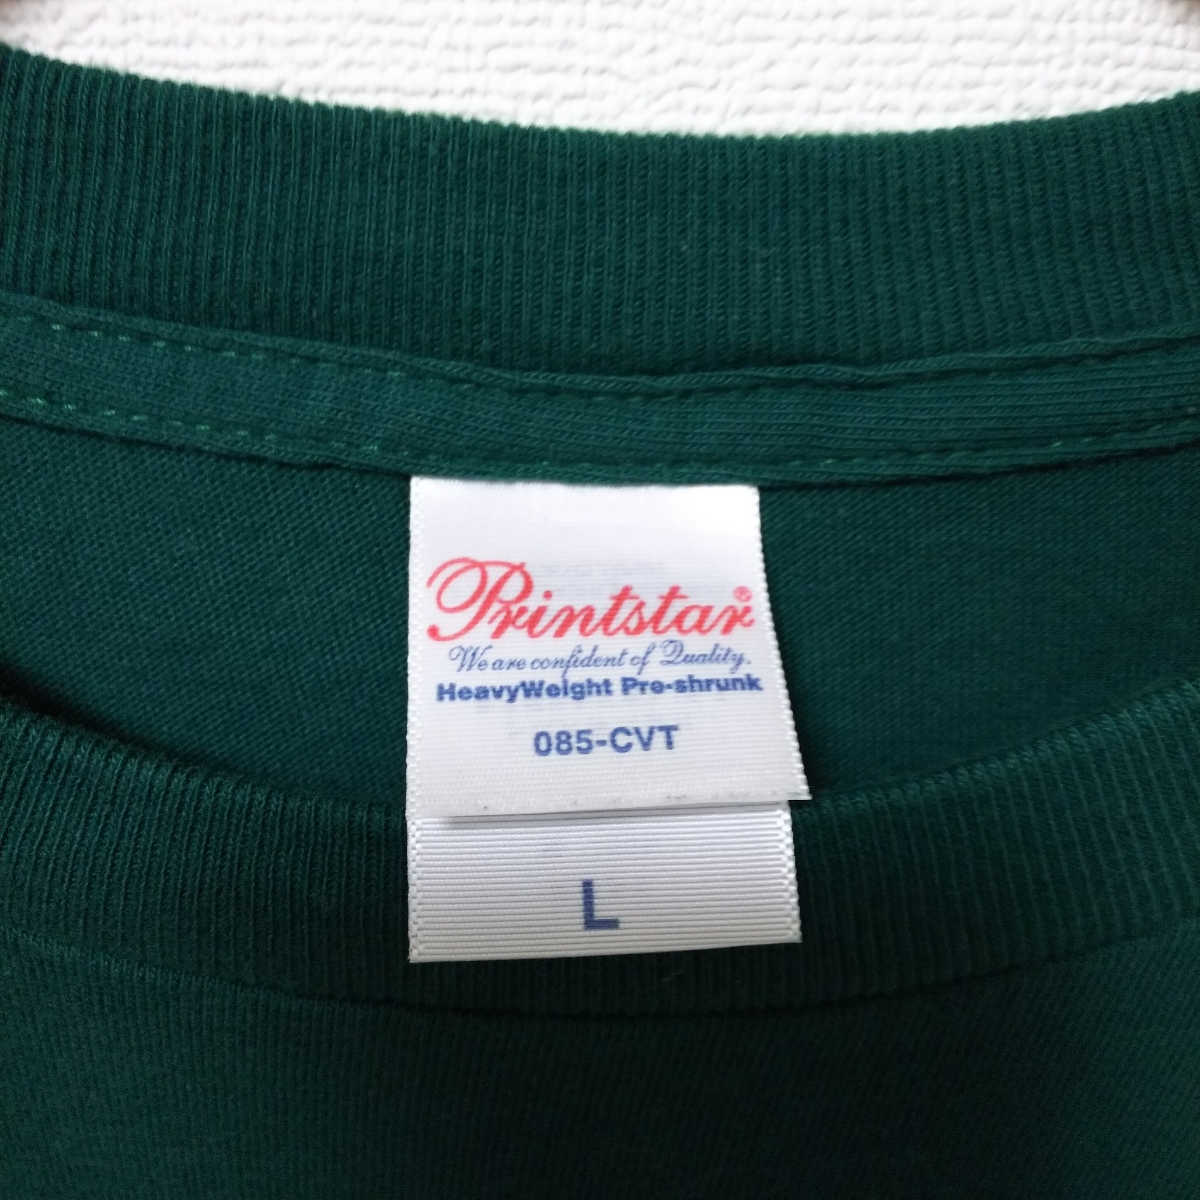 Printstar®
We are confident of Quality.
HeavyWeight Pre-shrunk
085-CVT
L